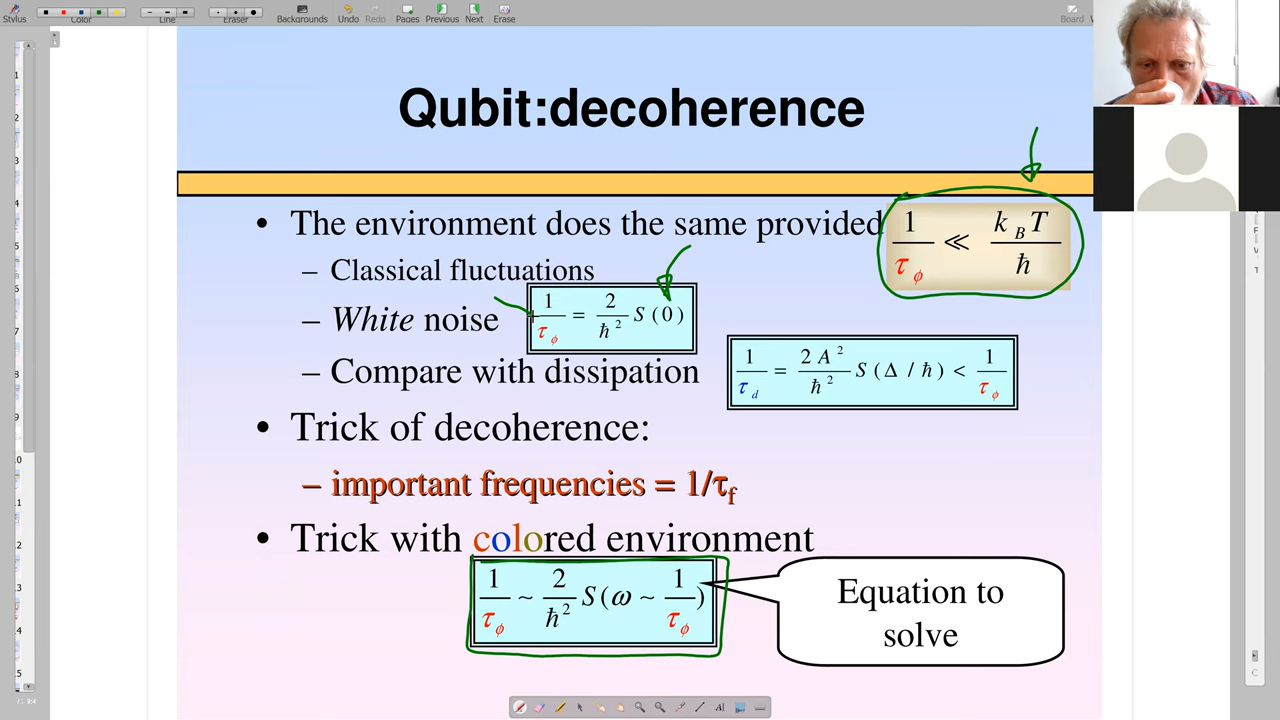 Stylus
Color
Line
Eraser
Backgrounds
Undo
Redo
Pages
Previous
Next
Erase
Board
Qubit:decoherence
• The environment does the same provided 1/τ_ϕ ≪ k_B T/ħ
– Classical fluctuations
– White noise 1/τ_ϕ = 2/ħ² S(0)
– Compare with dissipation 1/τ_d = 2A²/ħ² S(Δ/ħ) < 1/τ_ϕ
• Trick of decoherence:
– important frequencies = 1/τ_f
• Trick with colored environment
1/τ_ϕ ~ 2/ħ² S(ω ~ 1/τ_ϕ)
Equation to
solve